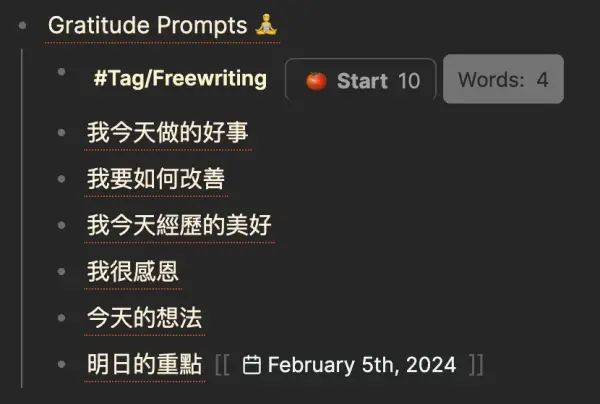 Gratitude Prompts 🧘
#Tag/Freewriting 🍅 Start 10 Words: 4
我今天做的好事
我要如何改善
我今天經歷的美好
我很感恩
今天的想法
明日的重點 [[ February 5th, 2024 ]]